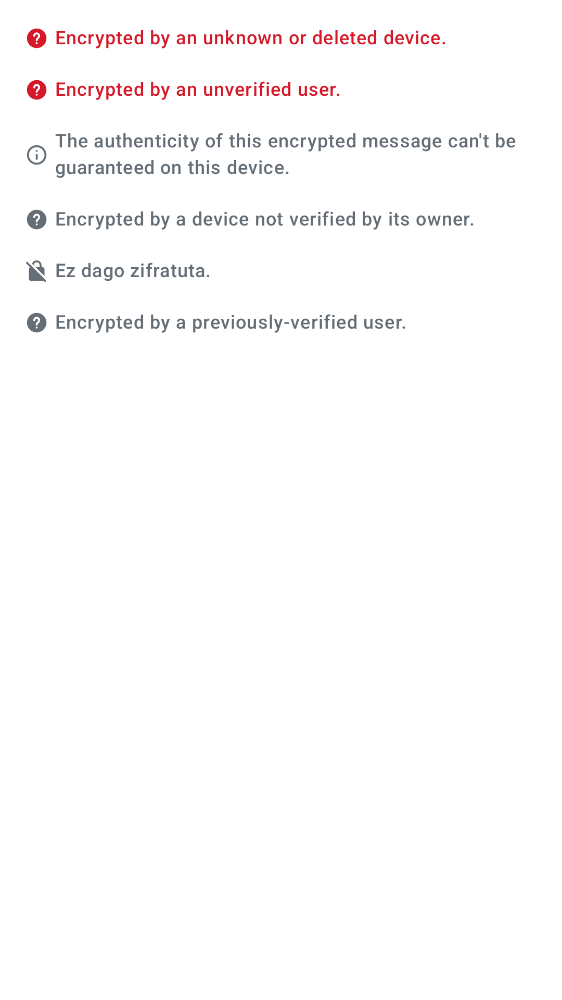 Encrypted by an unknown or deleted device.
Encrypted by an unverified user.
The authenticity of this encrypted message can't be
guaranteed on this device.
Encrypted by a device not verified by its owner.
Ez dago zifratuta.
Encrypted by a previously-verified user.